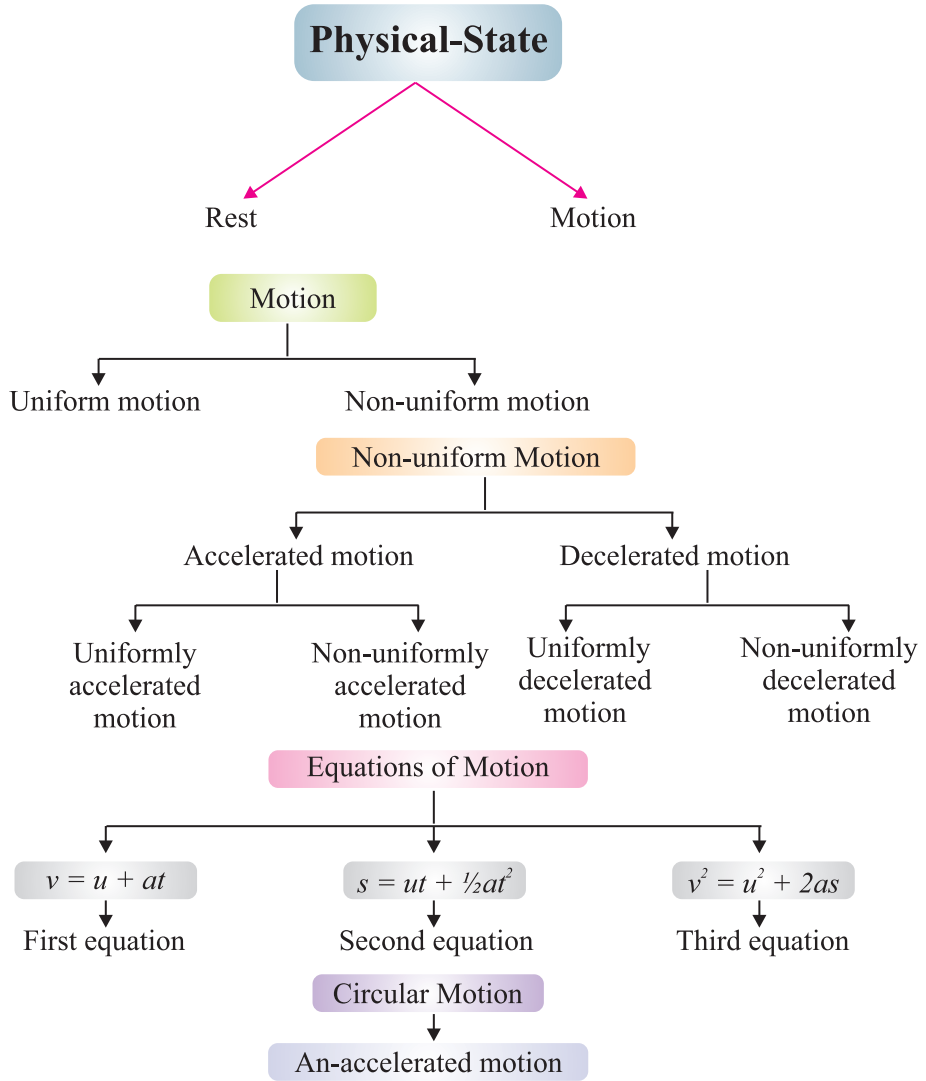 Physical-State
Rest Motion
Motion
Uniform motion Non-uniform motion
Non-uniform Motion
Accelerated motion Decelerated motion
Uniformly
accelerated
motion
Non-uniformly
accelerated
motion
Uniformly
decelerated
motion
Non-uniformly
decelerated
motion
Equations of Motion
v = u + at
s = ut + ½at²
v² = u² + 2as
First equation
Second equation
Third equation
Circular Motion
An-accelerated motion